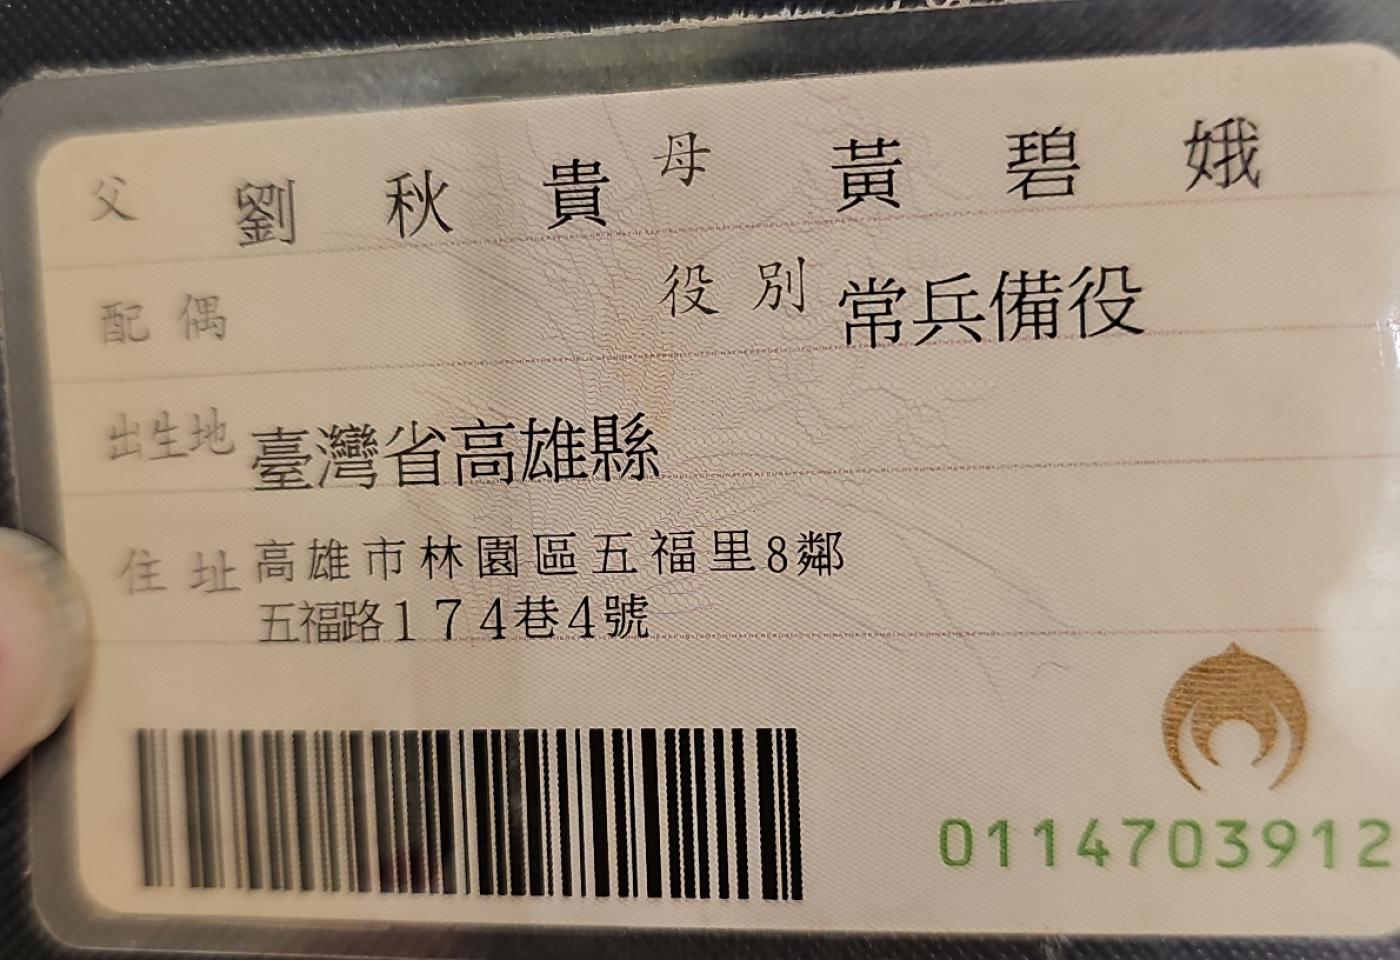 父 劉秋貴 母 黃碧娥
配偶 役別 常兵備役
出生地 臺灣省高雄縣
住址 高雄市林園區五福里8鄰
五福路174巷4號
0114703912